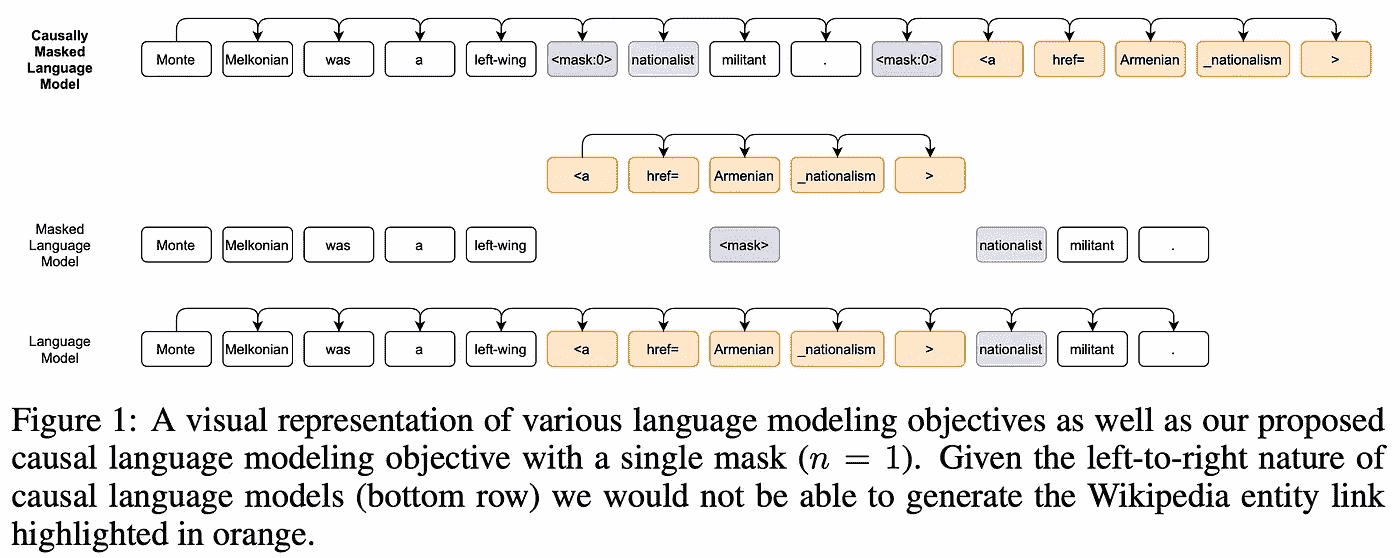 Causally
Masked
Language
Model
Monte Melkonian was a left-wing <mask:0> nationalist militant . <mask:0> <a href= Armenian _nationalism >
<a href= Armenian _nationalism >
Masked
Language
Model
Monte Melkonian was a left-wing <mask> nationalist militant .
Language
Model
Monte Melkonian was a left-wing <a href= Armenian _nationalism > nationalist militant .
Figure 1: A visual representation of various language modeling objectives as well as our proposed
causal language modeling objective with a single mask (n = 1). Given the left-to-right nature of
causal language models (bottom row) we would not be able to generate the Wikipedia entity link
highlighted in orange.